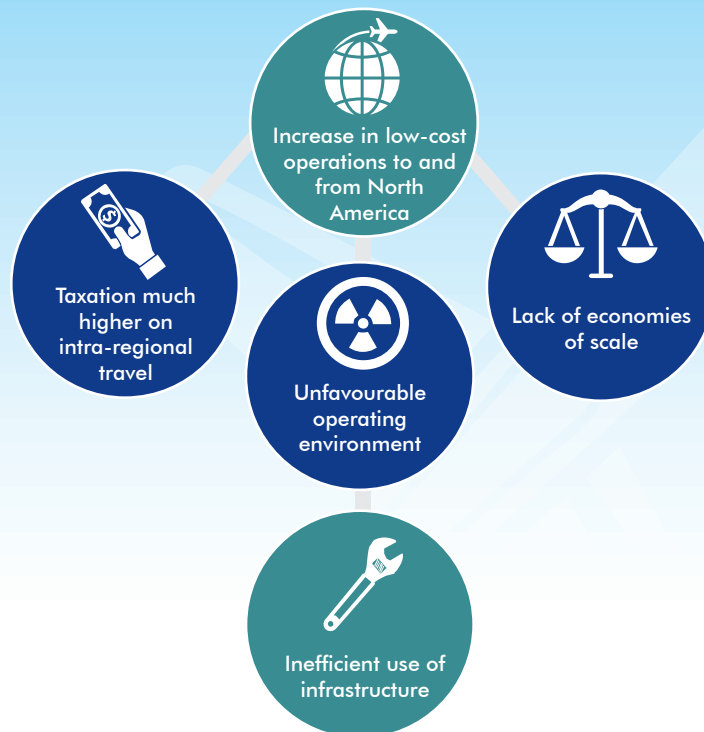 Increase in low-cost
operations to and
from North
America
Taxation much
higher on
intra-regional
travel
Lack of economies
of scale
Unfavourable
operating
environment
Inefficient use of
infrastructure